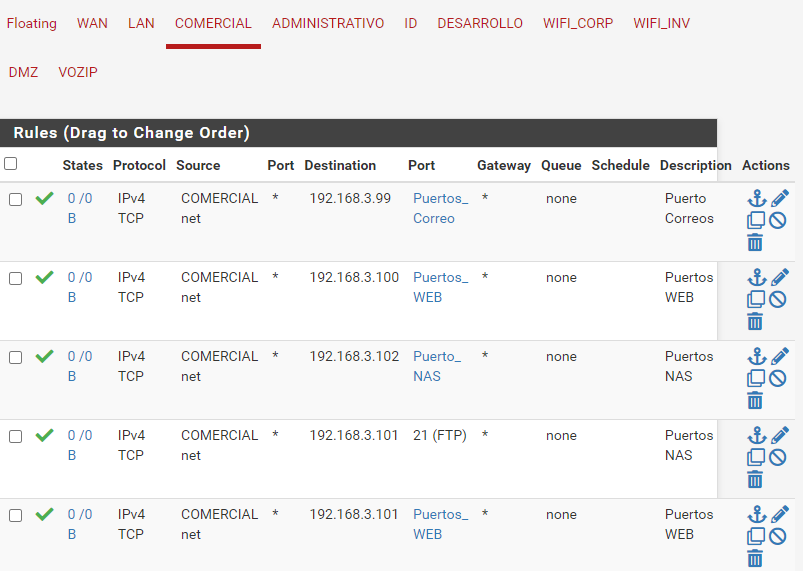 Floating WAN LAN COMERCIAL ADMINISTRATIVO ID DESARROLLO WIFI_CORP WIFI_INV
DMZ VOZIP
Rules (Drag to Change Order)
States Protocol Source Port Destination Port Gateway Queue Schedule Description Actions
0 /0 IPv4 COMERCIAL * 192.168.3.99 Puertos_ * none Puerto
B TCP net Correo Correos
0 /0 IPv4 COMERCIAL * 192.168.3.100 Puertos_ * none Puertos
B TCP net WEB WEB
0 /0 IPv4 COMERCIAL * 192.168.3.102 Puerto_ * none Puertos
B TCP net NAS NAS
0 /0 IPv4 COMERCIAL * 192.168.3.101 21 (FTP) * none Puertos
B TCP net NAS
0 /0 IPv4 COMERCIAL * 192.168.3.101 Puertos_ * none Puertos
B TCP net WEB WEB